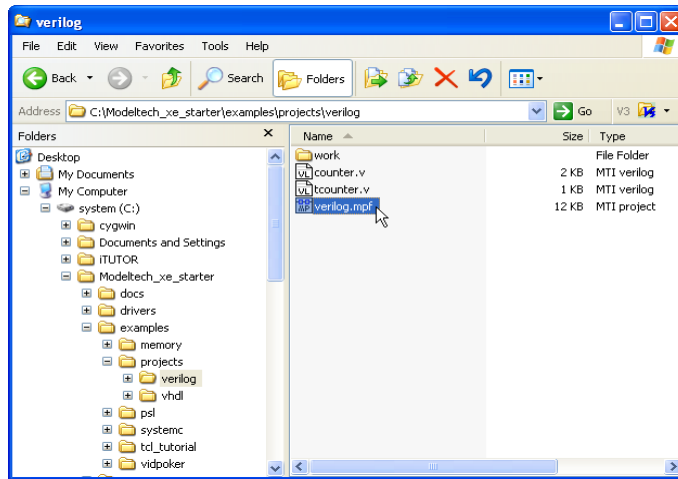 verilog
File Edit View Favorites Tools Help
Back Search Folders
Address C:\Modeltech_xe_starter\examples\projects\verilog Go V3
Folders × Name Size Type
Desktop
My Documents
My Computer
system (C:)
cygwin
Documents and Settings
iTUTOR
Modeltech_xe_starter
docs
drivers
examples
memory
projects
verilog
vhdl
psl
systemc
tcl_tutorial
vidpoker
work File Folder
counter.v 2 KB MTI verilog
tcounter.v 1 KB MTI verilog
verilog.mpf 12 KB MTI project